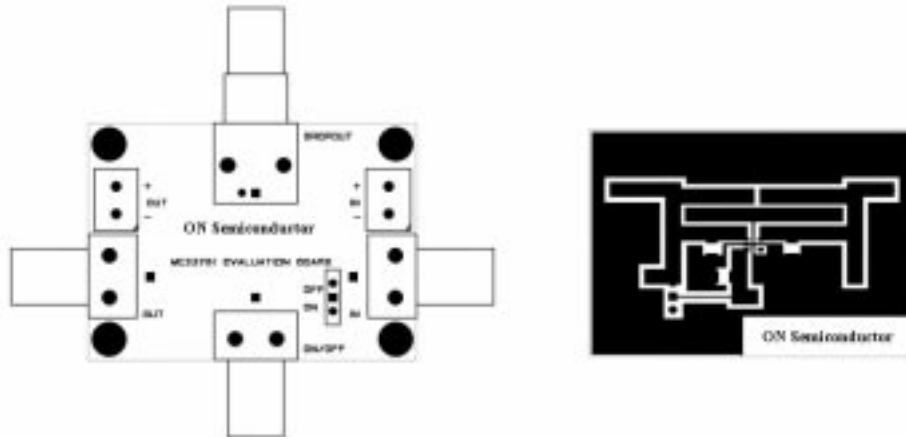 DROPOUT
+ +
OUT IN
- -
ON Semiconductor
EVALUATION BOARD
OFF
ON
OUT IN
ON/OFF
ON Semiconductor